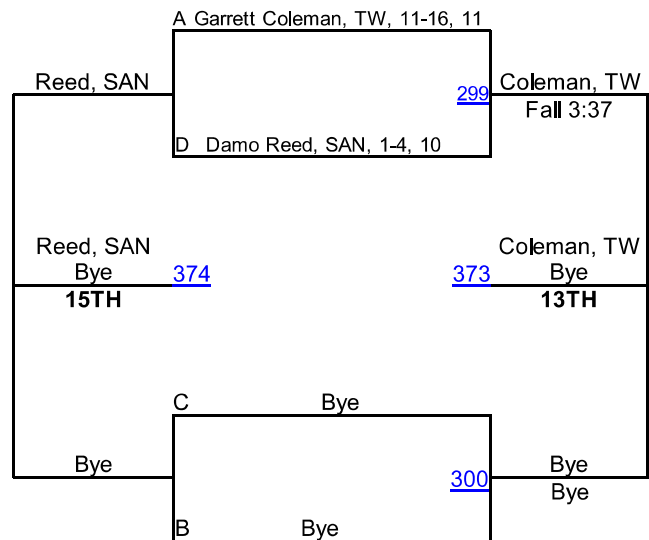 A Garrett Coleman, TW, 11-16, 11
Reed, SAN
299
Coleman, TW
Fall 3:37
D Damo Reed, SAN, 1-4, 10
Reed, SAN
Bye
374
15TH
Coleman, TW
373
Bye
13TH
C Bye
Bye
300
Bye
Bye
B Bye